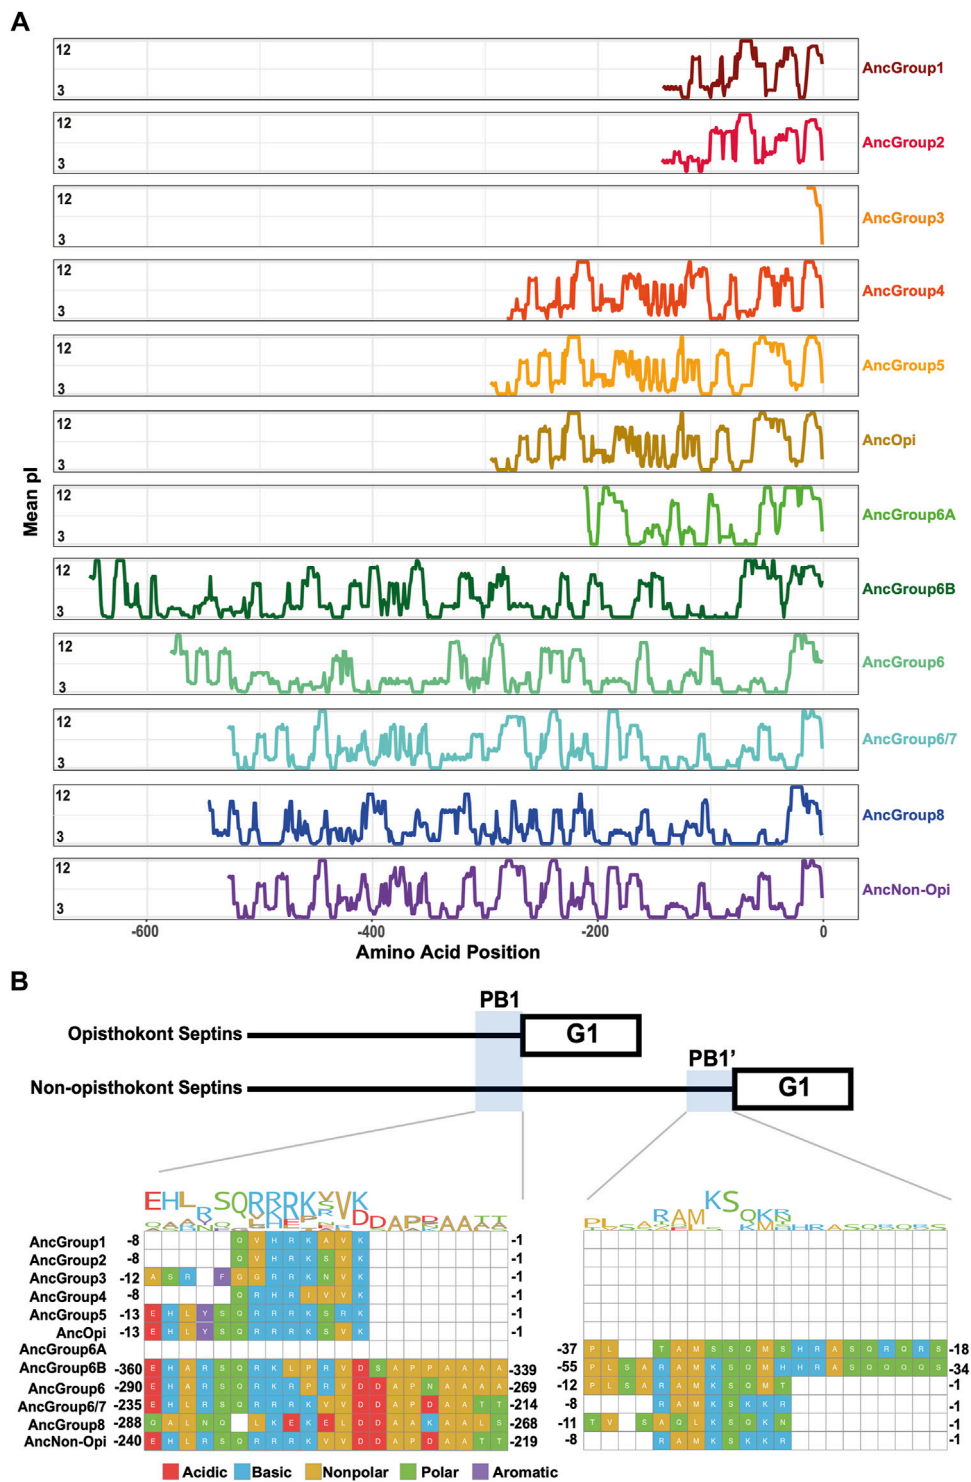 A
12
3
AncGroup1
12
3
AncGroup2
12
3
AncGroup3
12
3
AncGroup4
12
3
AncGroup5
12
3
AncOpi
12
3
AncGroup6A
12
3
AncGroup6B
12
3
AncGroup6
12
3
AncGroup6/7
12
3
AncGroup8
12
3
AncNon-Opi
Mean pI
-600 -400 -200 0
Amino Acid Position
B
PB1
Opisthokont Septins G1
PB1'
Non-opisthokont Septins G1
AncGroup1 -8 Q V H R K A V K -1
AncGroup2 -8 Q V H R K S V K -1
AncGroup3 -12 A S R F G G R R K N V K -1
AncGroup4 -8 Q R H R I V V K -1
AncGroup5 -13 E H L Y S Q R R R K S R K -1
AncOpi -13 E H L Y S Q R R R K S V K -1
AncGroup6A -37 P L T A M S S Q M S H R A S Q R Q R S -18
AncGroup6B -360 E H A R S Q R K L P R V D S A P P A A A A -339 -55 P L S A R A M K S Q M H R A S Q Q Q Q S -34
AncGroup6 -290 E H A R S Q R K R P R V D D A P N A A A A -269 -12 P L S A R A M K S Q M T -1
AncGroup6/7 -235 E H L R S Q R R R K V V D D A P D A A T T -214 -8 R A M K S K K R -1
AncGroup8 -288 Q A L N Q L K E K E L D D A A K A A L S -268 -11 T V S A Q L K S Q K N -1
AncNon-Opi -240 E H L R S Q R R R K V V D D A P D A A T T -219 -8 R A M K S K K R -1
Acidic Basic Nonpolar Polar Aromatic